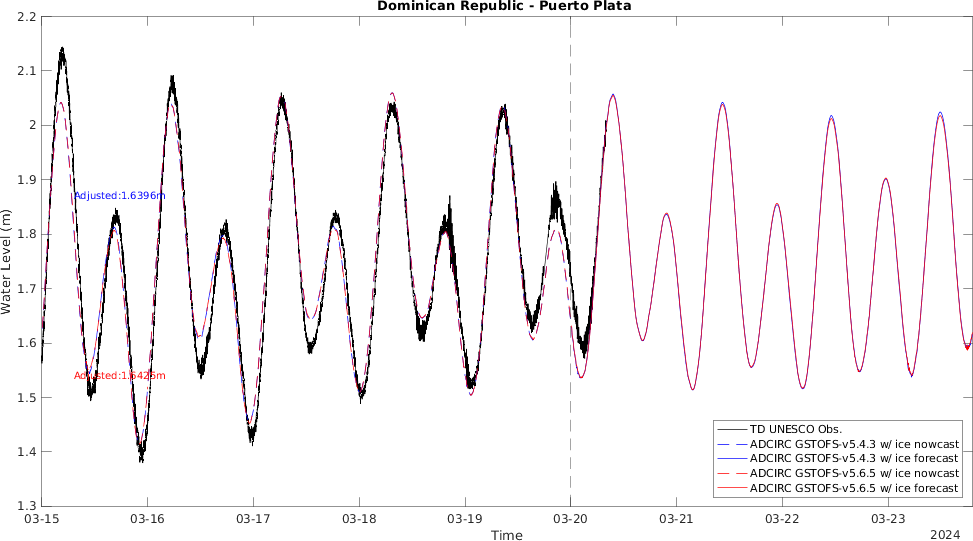 Dominican Republic - Puerto Plata
Water Level (m)
2.2
2.1
2
1.9
1.8
1.7
1.6
1.5
1.4
1.3
Adjusted:1.6396m
Adjusted:1.6425m
TD UNESCO Obs.
ADCIRC GSTOFS-v5.4.3 w/ ice nowcast
ADCIRC GSTOFS-v5.4.3 w/ ice forecast
ADCIRC GSTOFS-v5.6.5 w/ ice nowcast
ADCIRC GSTOFS-v5.6.5 w/ ice forecast
03-15 03-16 03-17 03-18 03-19 03-20 03-21 03-22 03-23
Time
2024